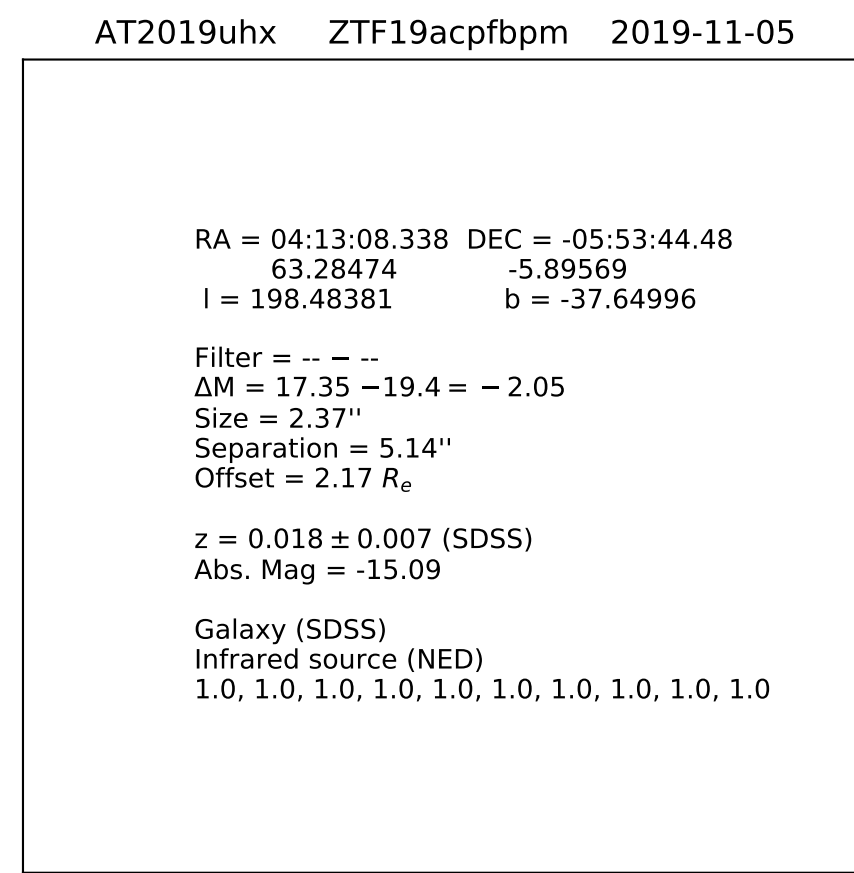 AT2019uhx ZTF19acpfbpm 2019-11-05
RA = 04:13:08.338 DEC = -05:53:44.48
63.28474 -5.89569
l = 198.48381 b = -37.64996
Filter = -- − --
ΔM = 17.35 −19.4 = − 2.05
Size = 2.37''
Separation = 5.14''
Offset = 2.17 Rₑ
z = 0.018 ± 0.007 (SDSS)
Abs. Mag = -15.09
Galaxy (SDSS)
Infrared source (NED)
1.0, 1.0, 1.0, 1.0, 1.0, 1.0, 1.0, 1.0, 1.0, 1.0